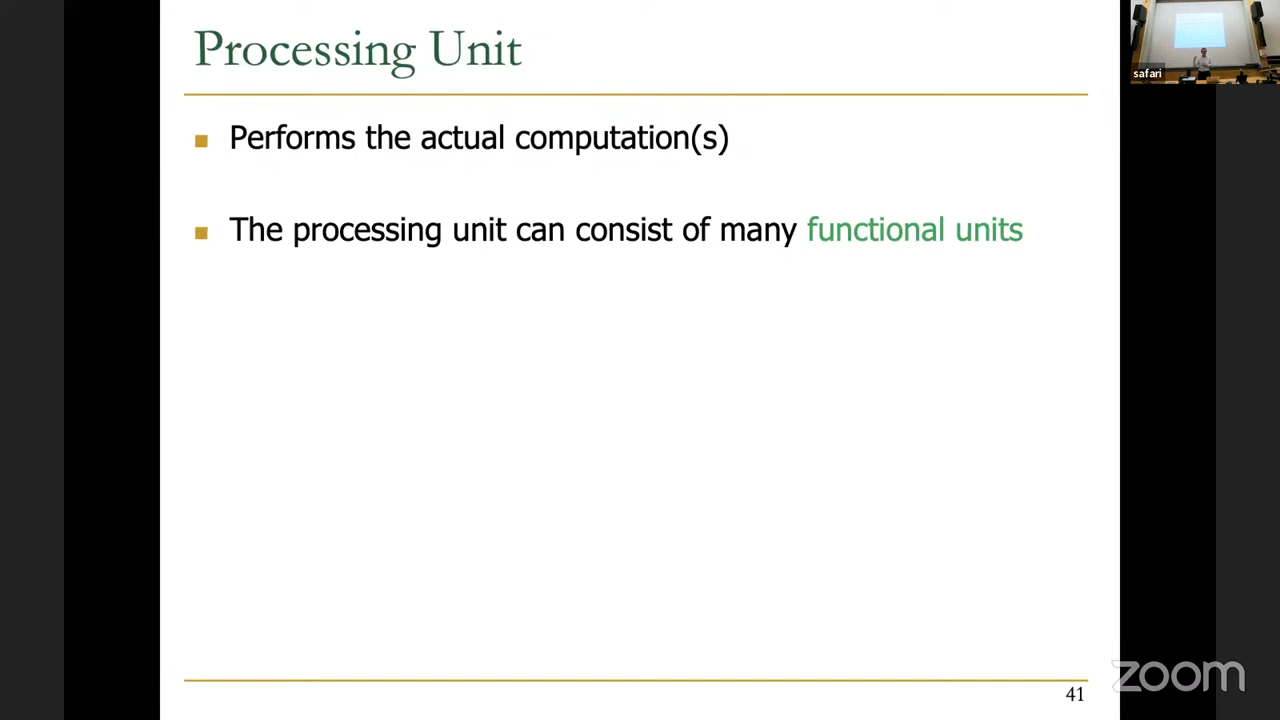 Processing Unit
safari
Performs the actual computation(s)
The processing unit can consist of many functional units
41
zoom